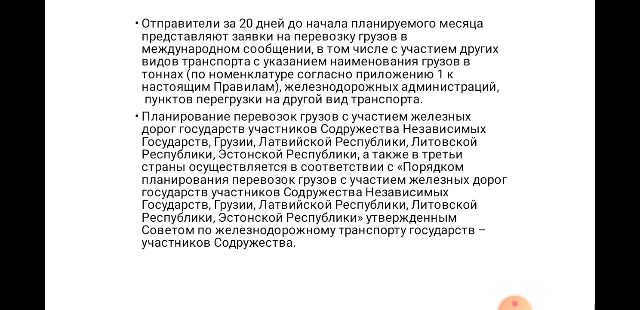 • Отправители за 20 дней до начала планируемого месяца
представляют заявки на перевозку грузов в
международном сообщении, в том числе с участием других
видов транспорта с указанием наименования грузов в
тоннах (по номенклатуре согласно приложению 1 к
настоящим Правилам), железнодорожных администраций,
пунктов перегрузки на другой вид транспорта.
• Планирование перевозок грузов с участием железных
дорог государств участников Содружества Независимых
Государств, Грузии, Латвийской Республики, Литовской
Республики, Эстонской Республики, а также в третьи
страны осуществляется в соответствии с «Порядком
планирования перевозок грузов с участием железных дорог
государств участников Содружества Независимых
Государств, Грузии, Латвийской Республики, Литовской
Республики, Эстонской Республики» утвержденным
Советом по железнодорожному транспорту государств –
участников Содружества.